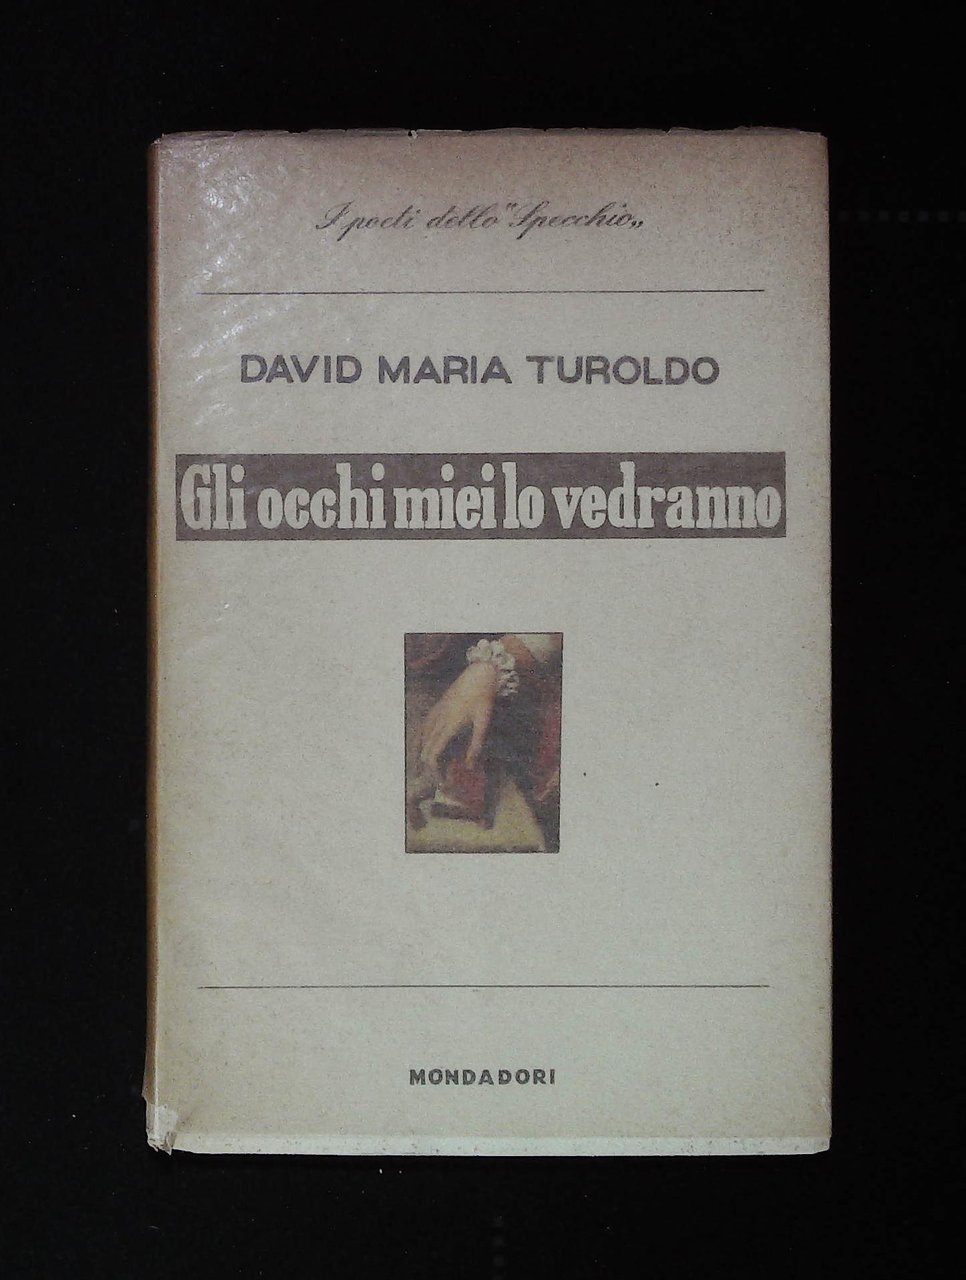 I poeti dello "Specchio„
DAVID MARIA TUROLDO
Gli occhi miei lo vedranno
MONDADORI